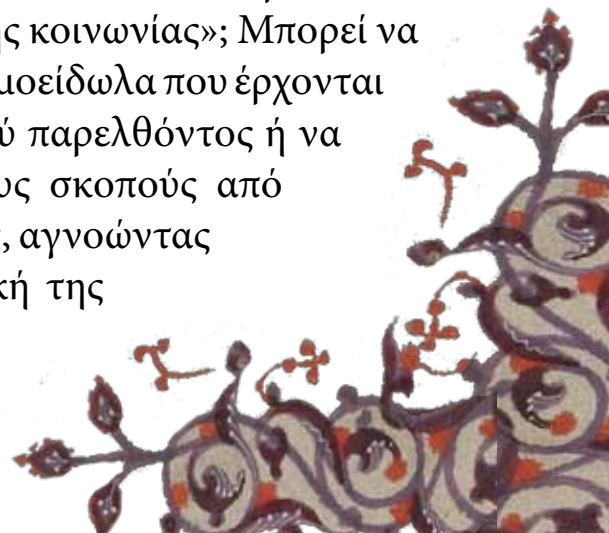 ς κοινωνίας»; Μπορεί να
μοείδωλα που έρχονται
ύ παρελθόντος ή να
υς σκοπούς από
, αγνοώντας
κή της